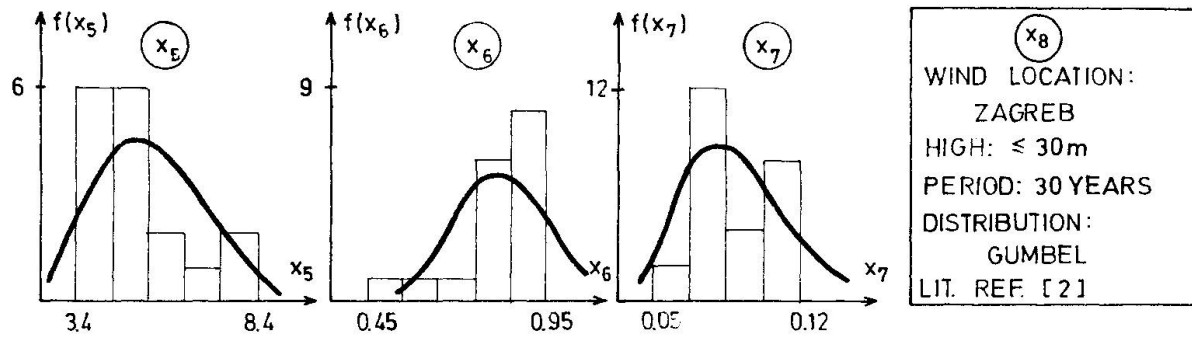 f(x₅)
x₅
6
x₅
3.4
8.4
f(x₆)
x₆
9
x₆
0.45
0.95
f(x₇)
x₇
12
x₇
0.05
0.12
x₈
WIND LOCATION:
ZAGREB
HIGH: ≤ 30m
PERIOD: 30 YEARS
DISTRIBUTION:
GUMBEL
LIT. REF. [2]